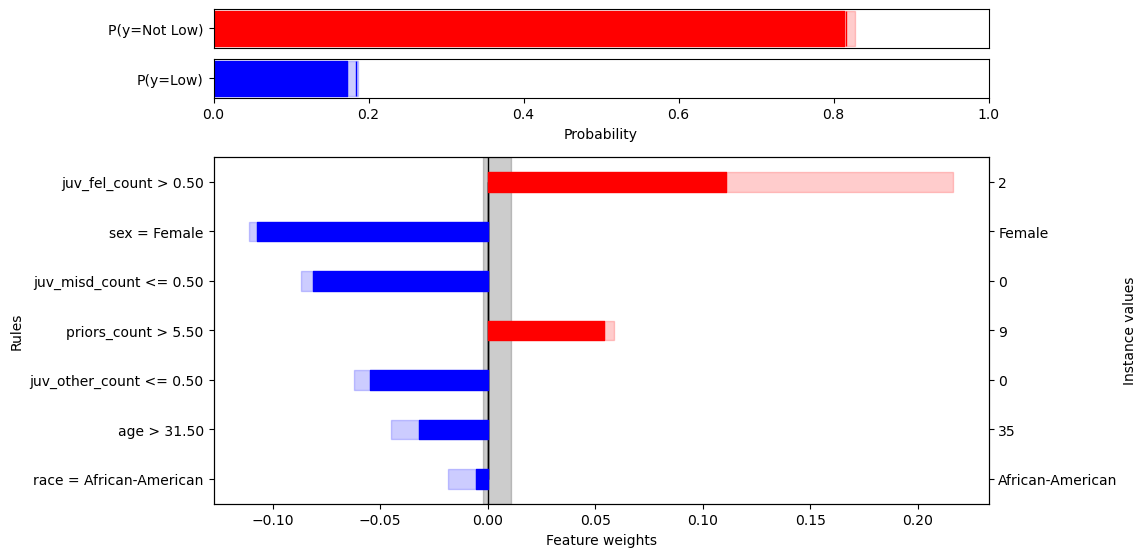 P(y=Not Low)
P(y=Low)
0.0 0.2 0.4 0.6 0.8 1.0
Probability
juv_fel_count > 0.50 2
sex = Female Female
juv_misd_count <= 0.50 0
priors_count > 5.50 9
juv_other_count <= 0.50 0
age > 31.50 35
race = African-American African-American
Rules
Instance values
−0.10 −0.05 0.00 0.05 0.10 0.15 0.20
Feature weights